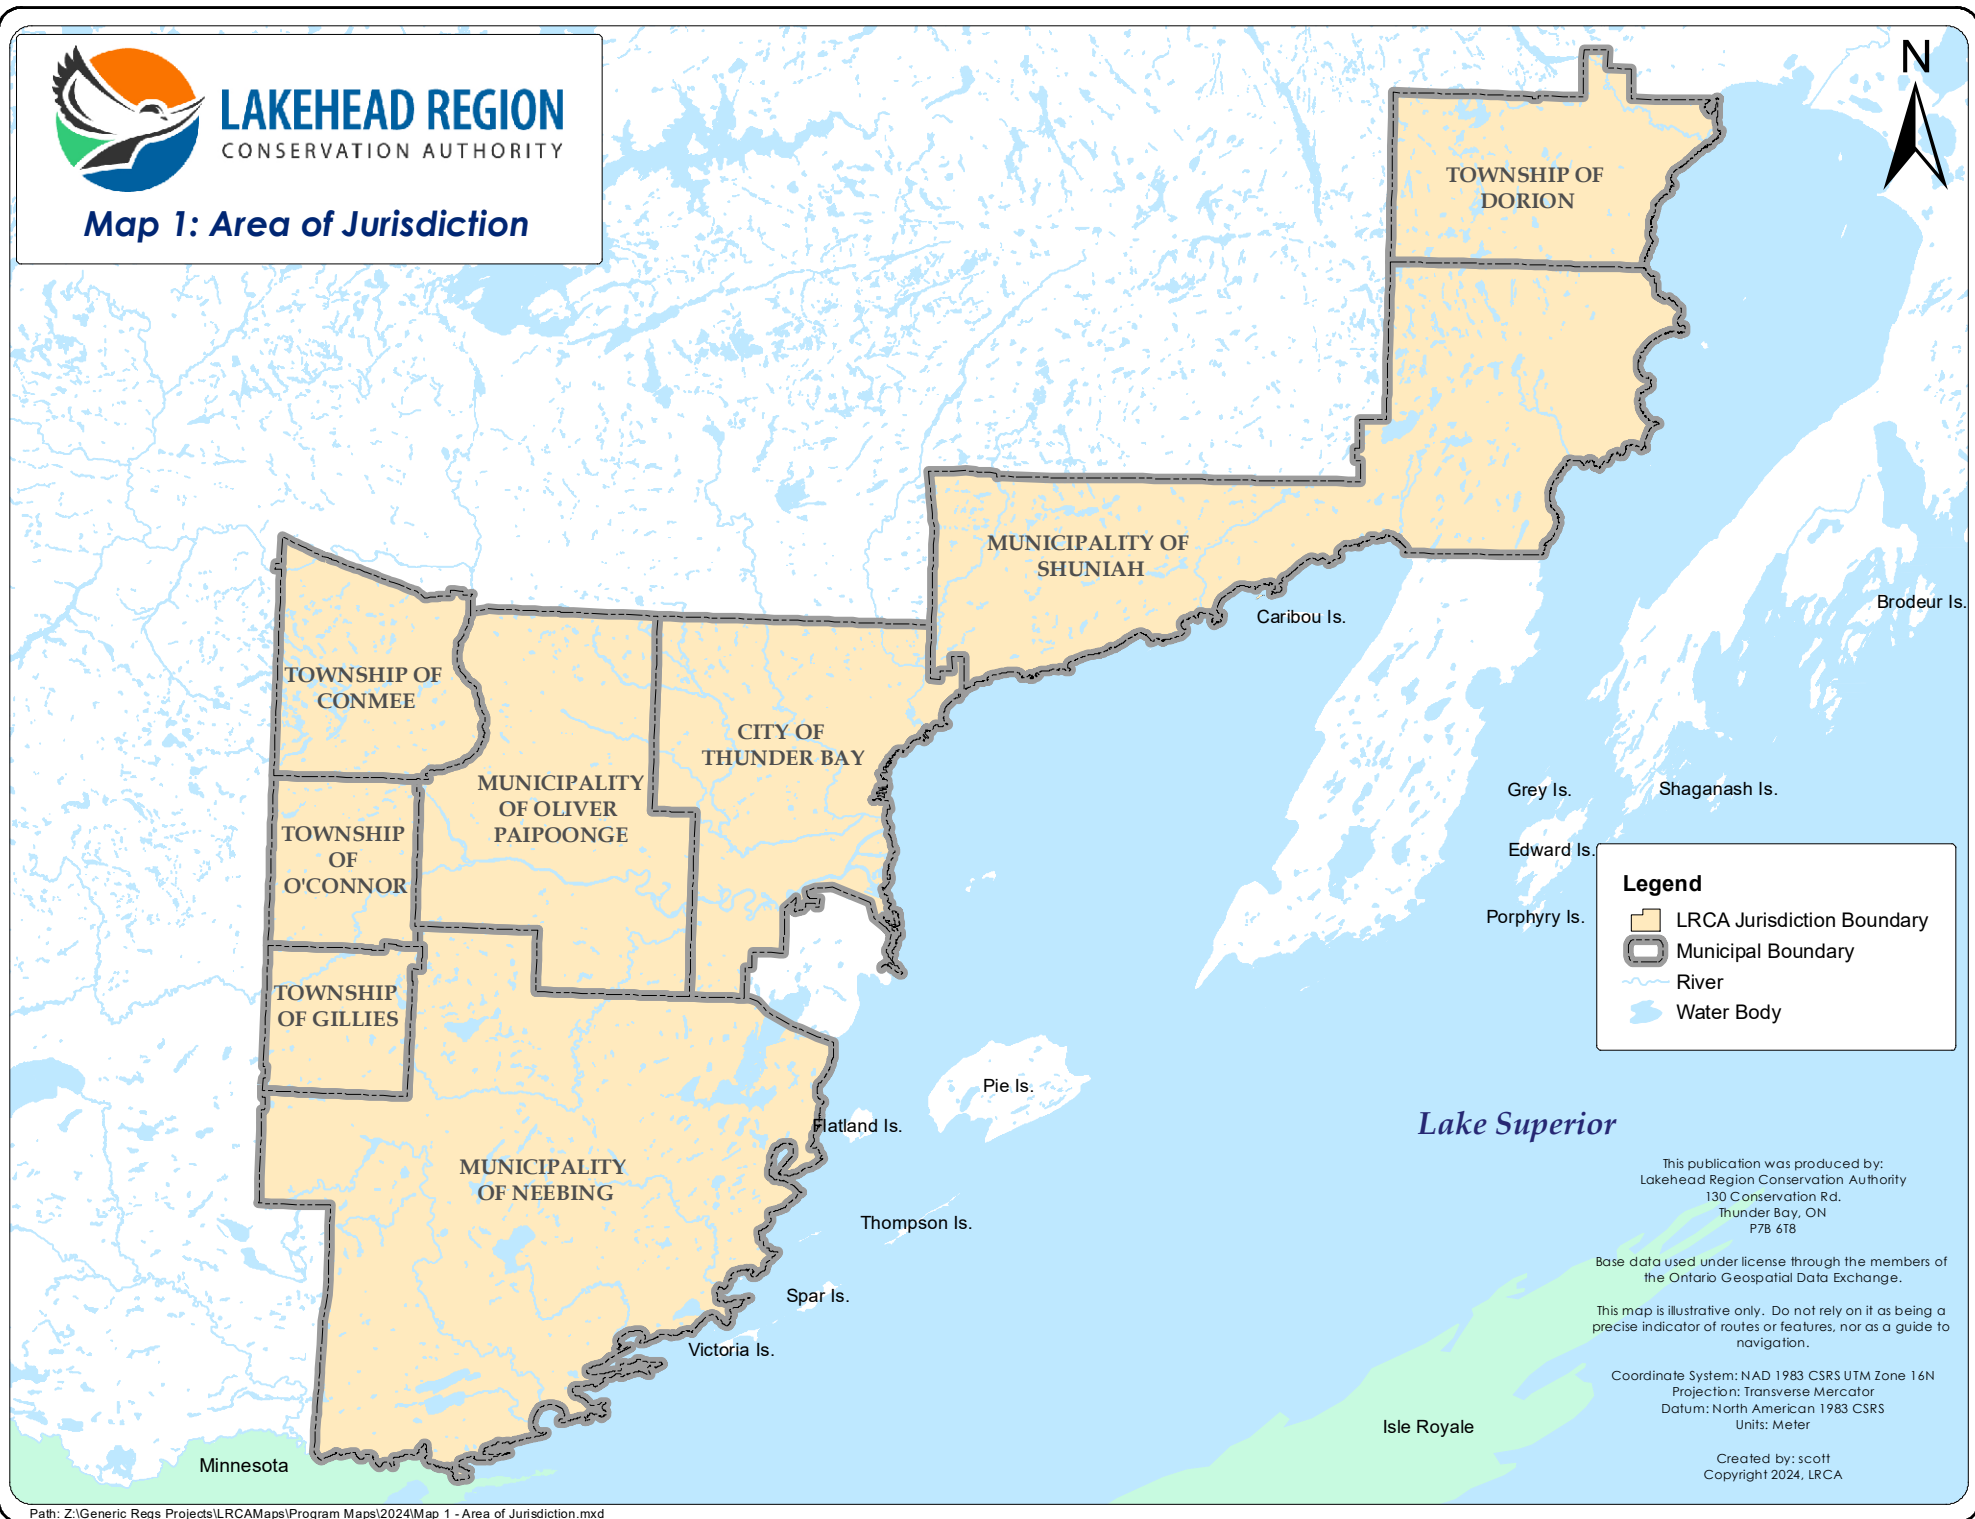 LAKEHEAD REGION
CONSERVATION AUTHORITY
Map 1: Area of Jurisdiction
N
TOWNSHIP OF
DORION
MUNICIPALITY OF
SHUNIAH
Caribou Is.
Brodeur Is.
TOWNSHIP OF
CONMEE
CITY OF
THUNDER BAY
MUNICIPALITY
OF OLIVER
PAIPOONGE
Grey Is.
Shaganash Is.
TOWNSHIP
OF
O'CONNOR
Edward Is.
Porphyry Is.
Legend
LRCA Jurisdiction Boundary
Municipal Boundary
River
Water Body
TOWNSHIP
OF GILLIES
Pie Is.
Flatland Is.
Lake Superior
MUNICIPALITY
OF NEEBING
Thompson Is.
Spar Is.
Victoria Is.
This publication was produced by:
Lakehead Region Conservation Authority
130 Conservation Rd.
Thunder Bay, ON
P7B 6T8
Base data used under license through the members of
the Ontario Geospatial Data Exchange.
This map is illustrative only. Do not rely on it as being a
precise indicator of routes or features, nor as a guide to
navigation.
Coordinate System: NAD 1983 CSRS UTM Zone 16N
Projection: Transverse Mercator
Datum: North American 1983 CSRS
Units: Meter
Created by: scott
Copyright 2024, LRCA
Isle Royale
Minnesota
Path: Z:\Generic Regs Projects\LRCAMaps\Program Maps\2024\Map 1 - Area of Jurisdiction.mxd